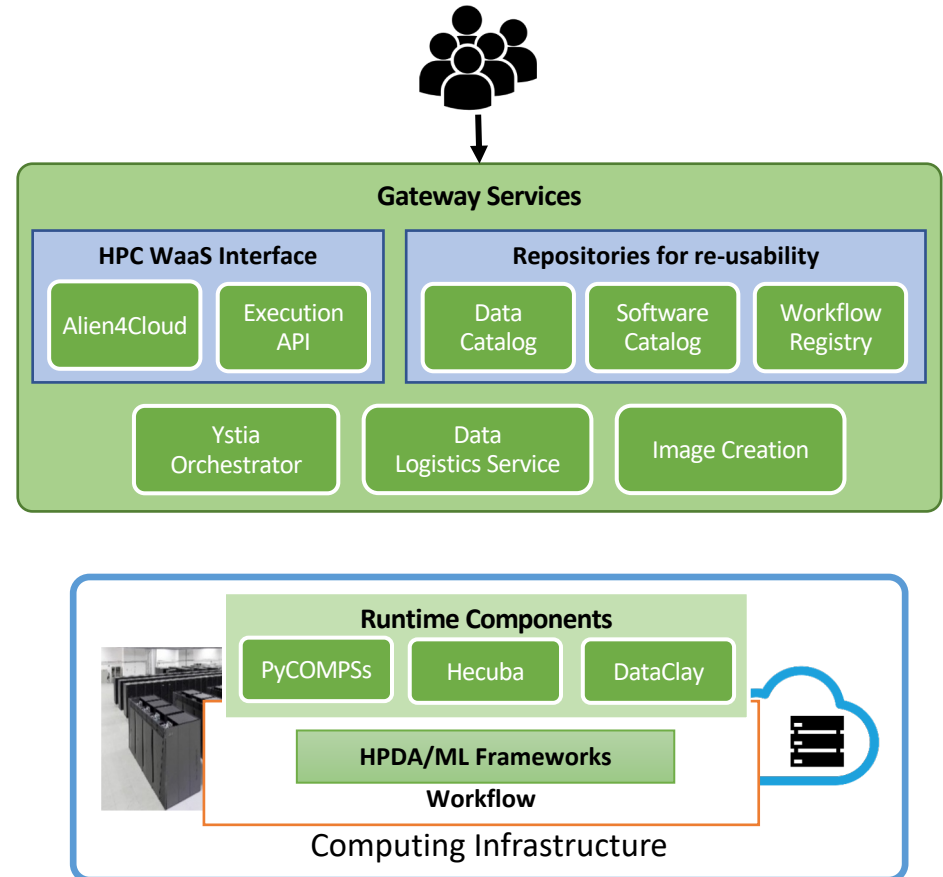 Gateway Services
HPC WaaS Interface
Alien4Cloud
Execution
API
Repositories for re-usability
Data
Catalog
Software
Catalog
Workflow
Registry
Ystia
Orchestrator
Data
Logistics Service
Image Creation
Runtime Components
PyCOMPSs
Hecuba
DataClay
HPDA/ML Frameworks
Workflow
Computing Infrastructure